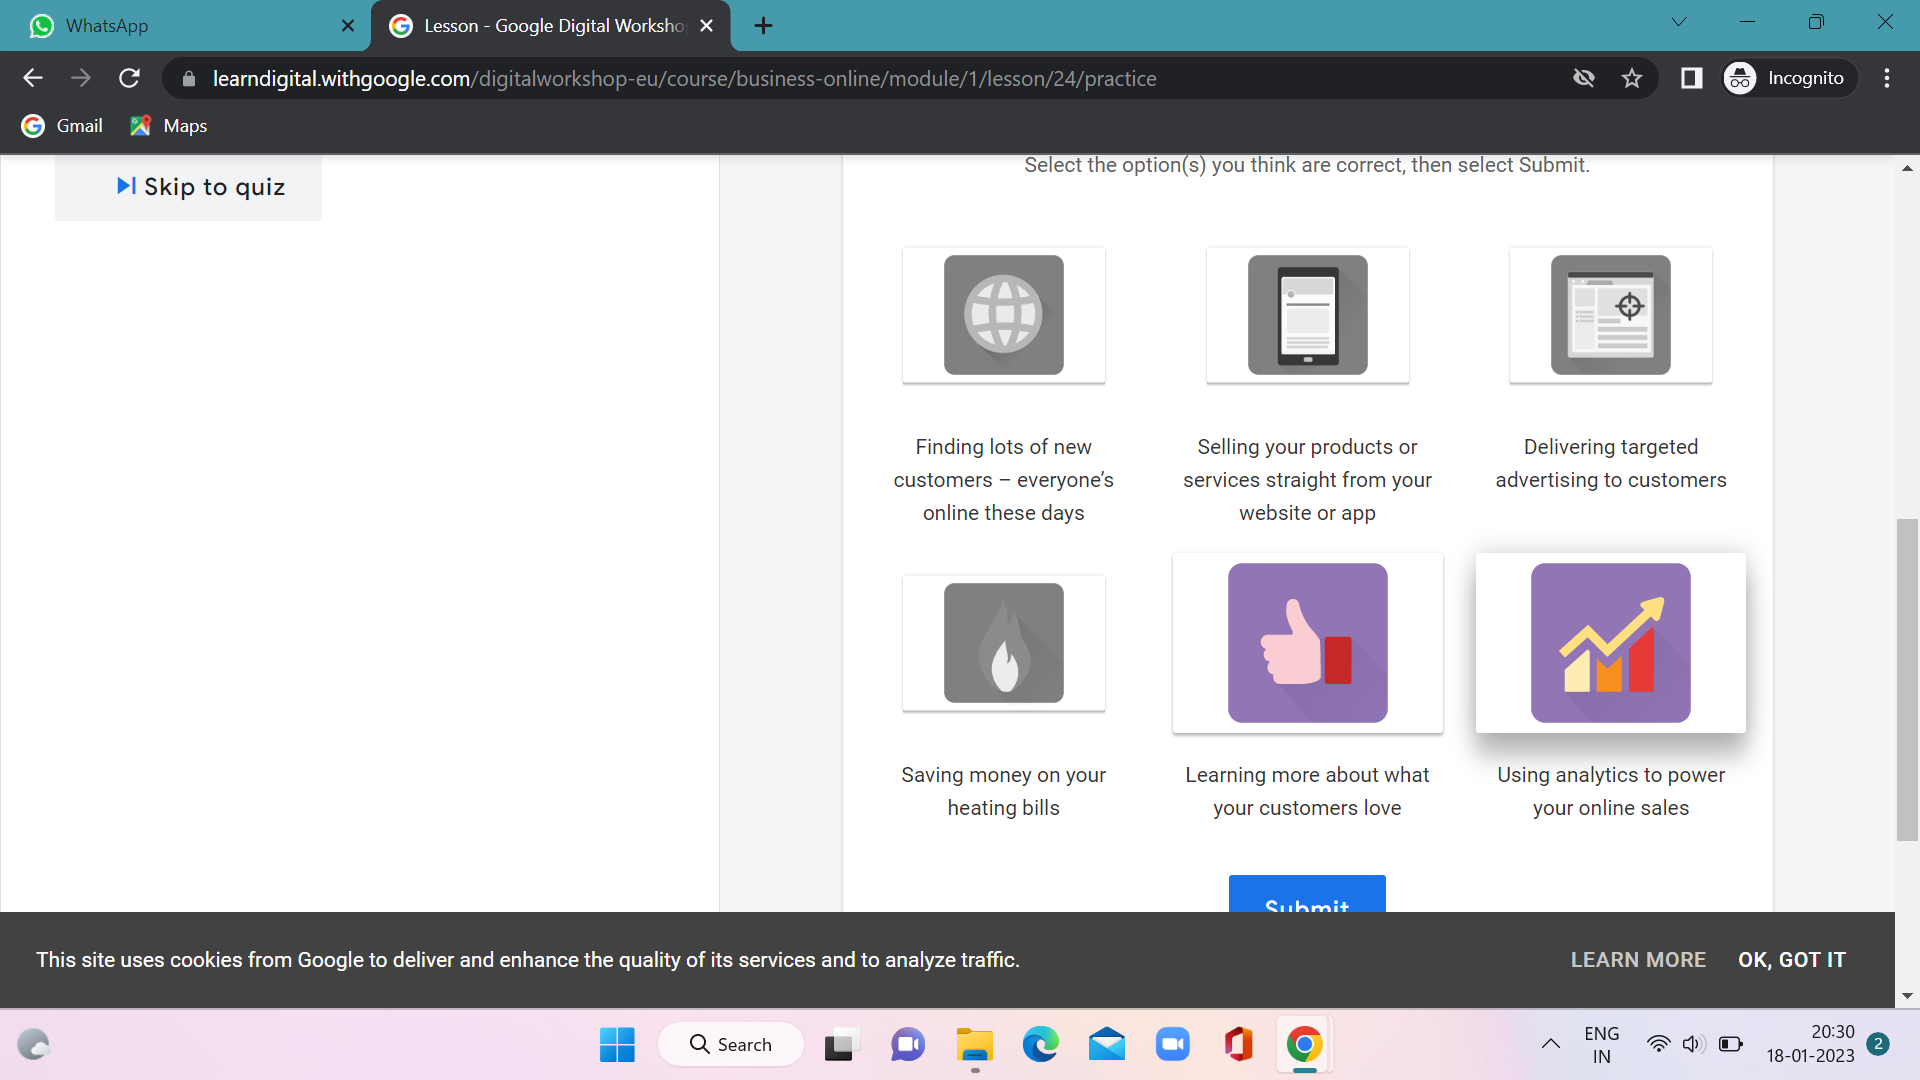 WhatsApp
Lesson - Google Digital Worksho
learndigital.withgoogle.com/digitalworkshop-eu/course/business-online/module/1/lesson/24/practice
Incognito
Gmail
Maps
Skip to quiz
Select the option(s) you think are correct, then select Submit.
Finding lots of new
customers – everyone's
online these days
Selling your products or
services straight from your
website or app
Delivering targeted
advertising to customers
Saving money on your
heating bills
Learning more about what
your customers love
Using analytics to power
your online sales
Submit
This site uses cookies from Google to deliver and enhance the quality of its services and to analyze traffic.
LEARN MORE
OK, GOT IT
Search
ENG
IN
20:30
18-01-2023
2